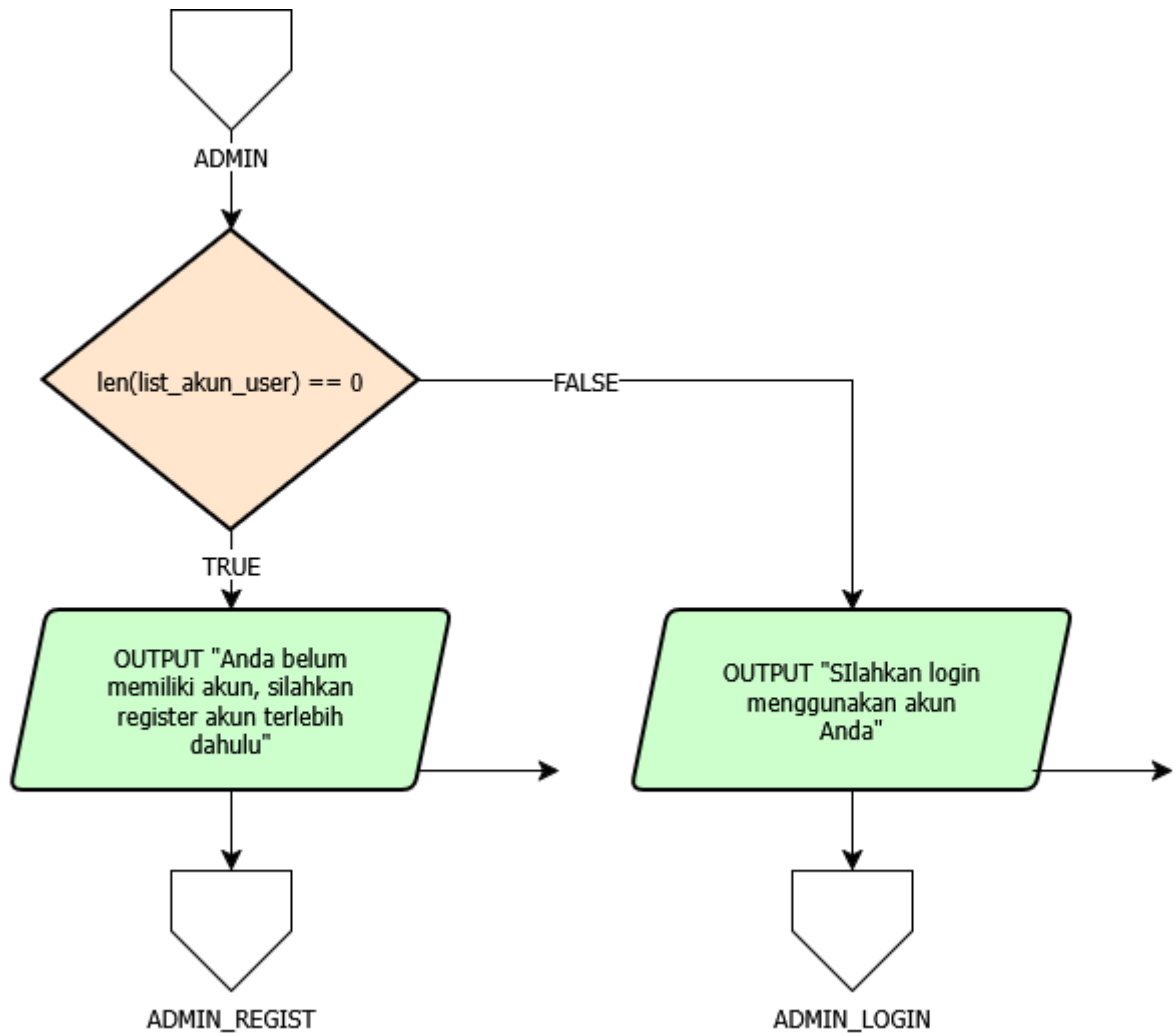 ADMIN
len(list_akun_user) == 0
FALSE
TRUE
OUTPUT "Anda belum
memiliki akun, silahkan
register akun terlebih
dahulu"
OUTPUT "SIlahkan login
menggunakan akun
Anda"
ADMIN_REGIST
ADMIN_LOGIN